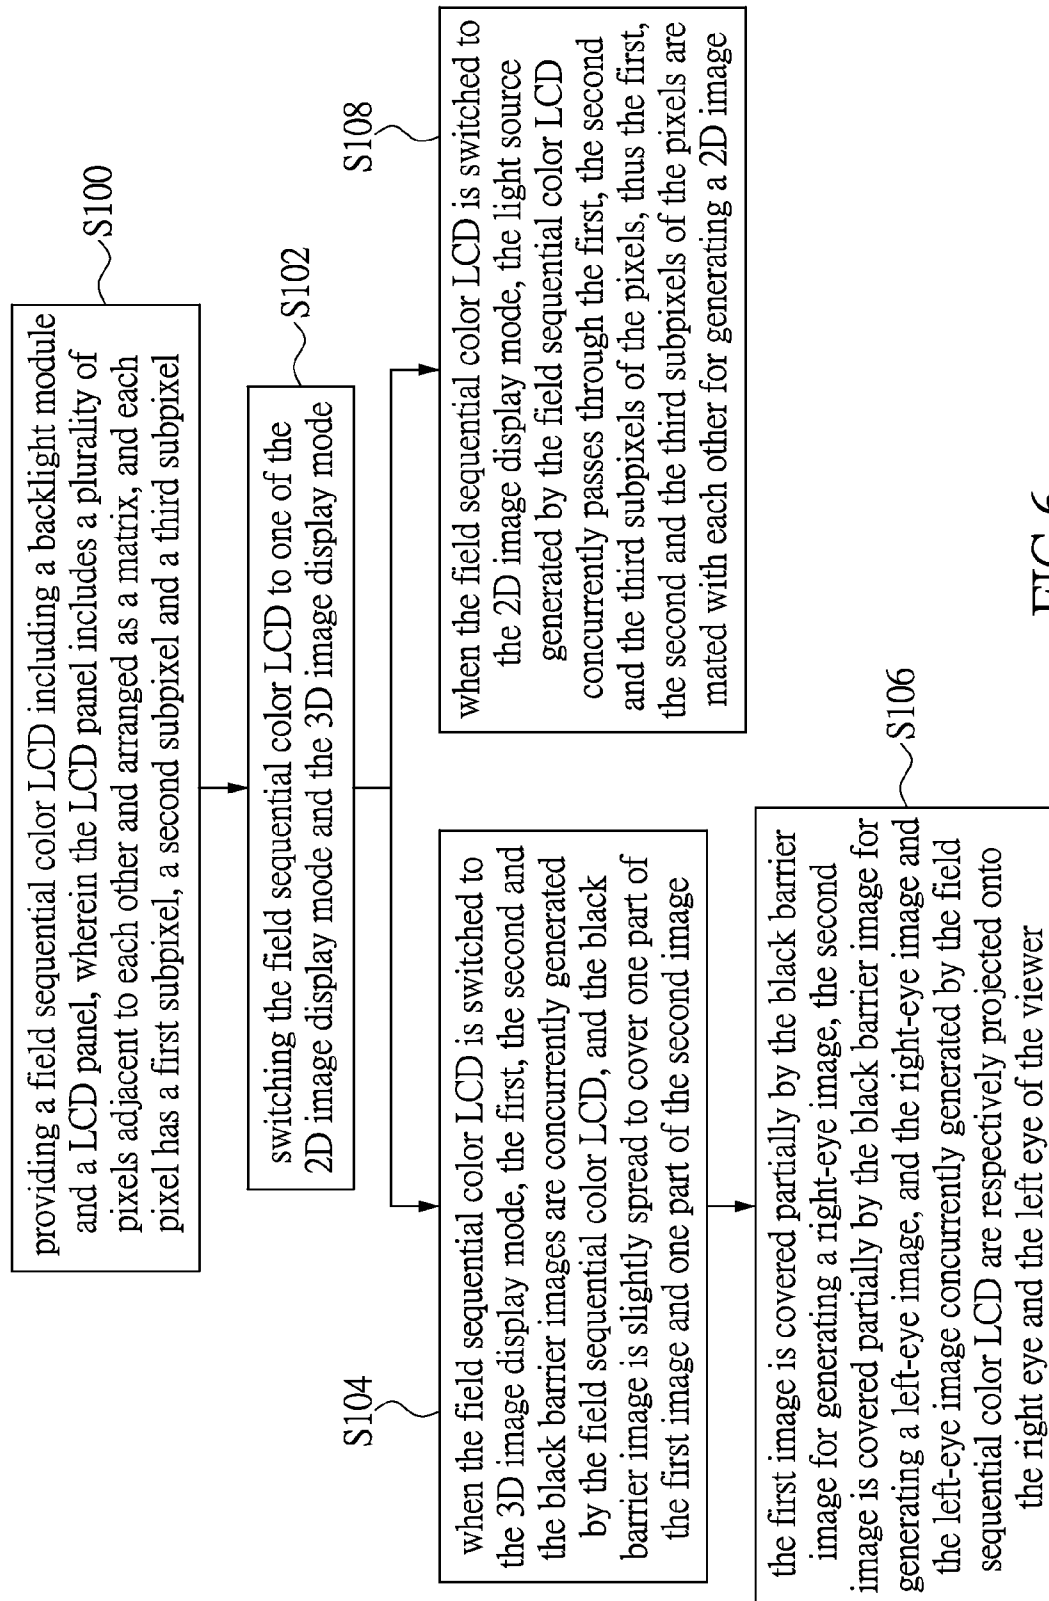 providing a field sequential color LCD including a backlight module
and a LCD panel, wherein the LCD panel includes a plurality of
pixels adjacent to each other and arranged as a matrix, and each
pixel has a first subpixel, a second subpixel and a third subpixel
S100
switching the field sequential color LCD to one of the
2D image display mode and the 3D image display mode
S102
S104
when the field sequential color LCD is switched to
the 3D image display mode, the first, the second and
the black barrier images are concurrently generated
by the field sequential color LCD, and the black
barrier image is slightly spread to cover one part of
the first image and one part of the second image
the first image is covered partially by the black barrier
image for generating a right-eye image, the second
image is covered partially by the black barrier image for
generating a left-eye image, and the right-eye image and
the left-eye image concurrently generated by the field
sequential color LCD are respectively projected onto
the right eye and the left eye of the viewer
S106
S108
when the field sequential color LCD is switched to
the 2D image display mode, the light source
generated by the field sequential color LCD
concurrently passes through the first, the second
and the third subpixels of the pixels, thus the first,
the second and the third subpixels of the pixels are
mated with each other for generating a 2D image
FIG. 6